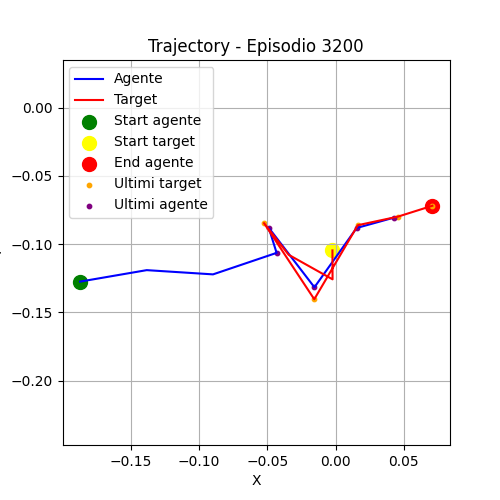 Trajectory - Episodio 3200
Agente
Target
Start agente
Start target
End agente
Ultimi target
Ultimi agente
0.00
−0.05
−0.10
−0.15
−0.20
−0.15
−0.10
−0.05
0.00
0.05
X